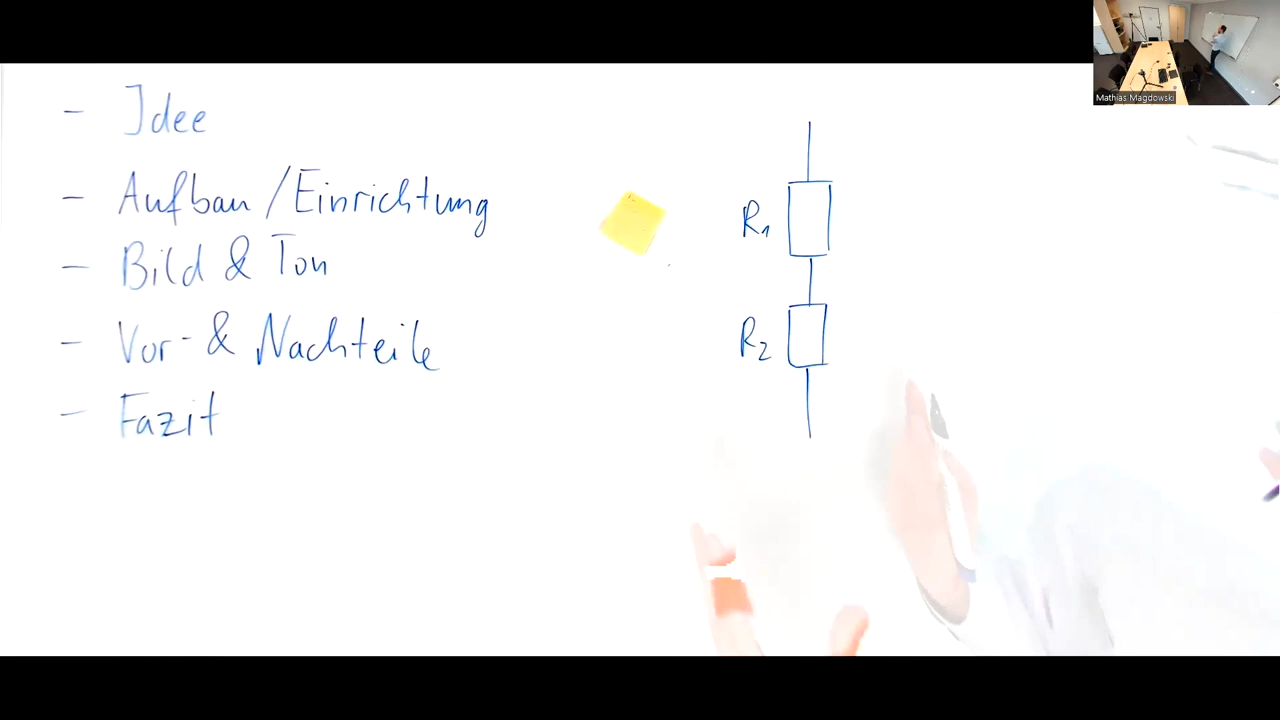 - Idee
- Aufbau/Einrichtung
- Bild & Ton
- Vor- & Nachteile
- Fazit
R1
R2
Mathias Magdowski